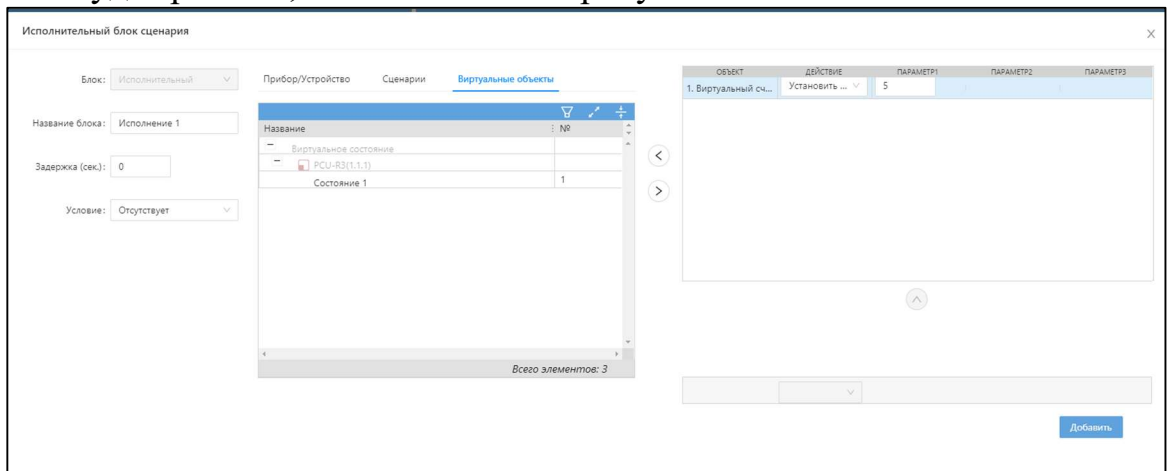 Исполнительный блок сценария
Блок: Исполнительный
Название блока: Исполнение 1
Задержка (сек.): 0
Условие: Отсутствует
Прибор/Устройство Сценарии Виртуальные объекты
Название № 
Виртуальное состояние
PCU-R3(1.1.1)
Состояние 1 1
Всего элементов: 3
ОБЪЕКТ ДЕЙСТВИЕ ПАРАМЕТР1 ПАРАМЕТР2 ПАРАМЕТР3
1. Виртуальный сч... Установить ... 5
Добавить